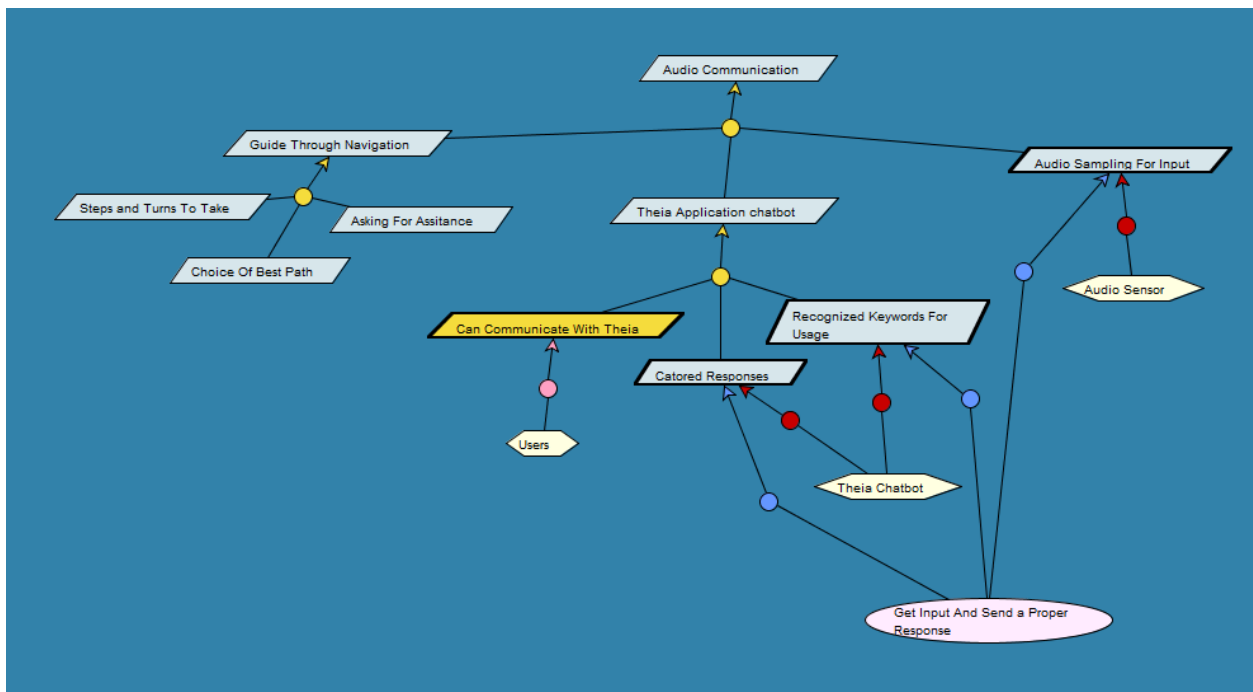 Audio Communication
Guide Through Navigation
Audio Sampling For Input
Steps and Turns To Take
Asking For Assitance
Theia Application chatbot
Choice Of Best Path
Audio Sensor
Can Communicate With Theia
Recognized Keywords For
Usage
Catored Responses
Users
Theia Chatbot
Get Input And Send a Proper
Response